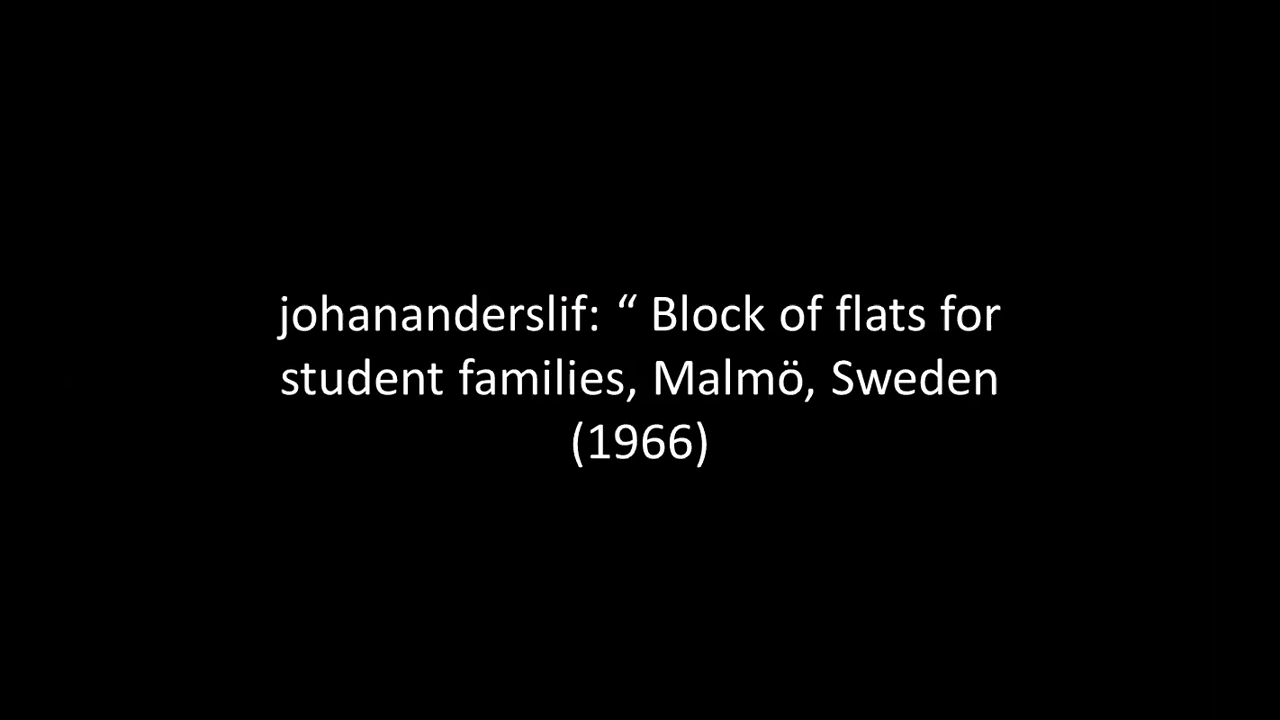 johananderslif: “ Block of flats for
student families, Malmö, Sweden
(1966)